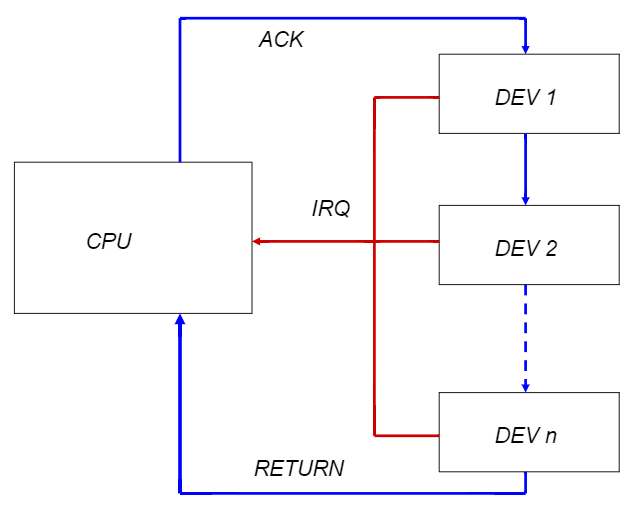 ACK
DEV 1
IRQ
CPU
DEV 2
DEV n
RETURN